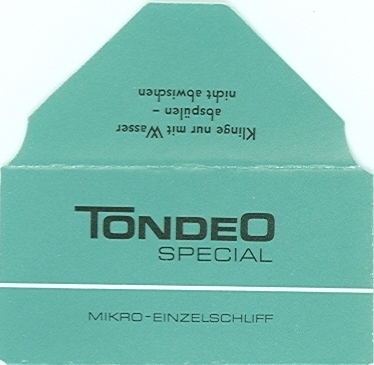 Klinge nur mit Wasser
abspülen –
nicht abwischen
TONDEO
SPECIAL
MIKRO-EINZELSCHLIFF